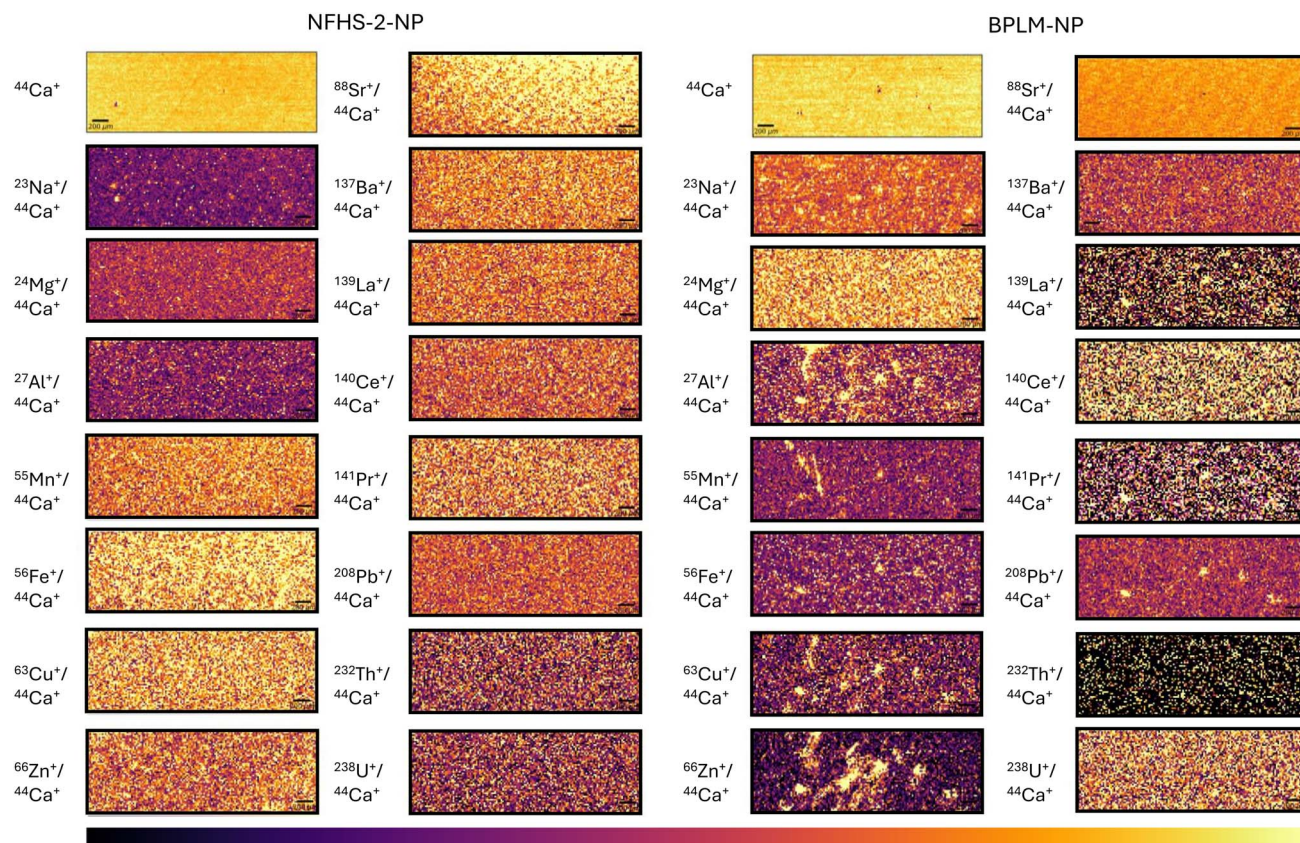 NFHS-2-NP
BPLM-NP
⁴⁴Ca⁺
200 µm
⁸⁸Sr⁺/
⁴⁴Ca⁺
⁴⁴Ca⁺
200 µm
⁸⁸Sr⁺/
⁴⁴Ca⁺
²³Na⁺/
⁴⁴Ca⁺
¹³⁷Ba⁺/
⁴⁴Ca⁺
²³Na⁺/
⁴⁴Ca⁺
¹³⁷Ba⁺/
⁴⁴Ca⁺
²⁴Mg⁺/
⁴⁴Ca⁺
¹³⁹La⁺/
⁴⁴Ca⁺
²⁴Mg⁺/
⁴⁴Ca⁺
¹³⁹La⁺/
⁴⁴Ca⁺
²⁷Al⁺/
⁴⁴Ca⁺
¹⁴⁰Ce⁺/
⁴⁴Ca⁺
²⁷Al⁺/
⁴⁴Ca⁺
¹⁴⁰Ce⁺/
⁴⁴Ca⁺
⁵⁵Mn⁺/
⁴⁴Ca⁺
¹⁴¹Pr⁺/
⁴⁴Ca⁺
⁵⁵Mn⁺/
⁴⁴Ca⁺
¹⁴¹Pr⁺/
⁴⁴Ca⁺
⁵⁶Fe⁺/
⁴⁴Ca⁺
²⁰⁸Pb⁺/
⁴⁴Ca⁺
⁵⁶Fe⁺/
⁴⁴Ca⁺
²⁰⁸Pb⁺/
⁴⁴Ca⁺
⁶³Cu⁺/
⁴⁴Ca⁺
²³²Th⁺/
⁴⁴Ca⁺
⁶³Cu⁺/
⁴⁴Ca⁺
²³²Th⁺/
⁴⁴Ca⁺
⁶⁶Zn⁺/
⁴⁴Ca⁺
²³⁸U⁺/
⁴⁴Ca⁺
⁶⁶Zn⁺/
⁴⁴Ca⁺
²³⁸U⁺/
⁴⁴Ca⁺